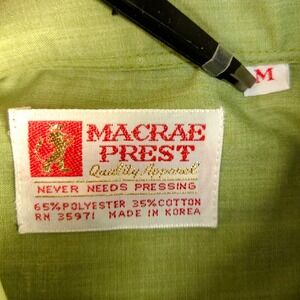 M
MACRAE
PREST
Quality Apparel
NEVER NEEDS PRESSING
65% POLYESTER 35% COTTON
RN 35971 MADE IN KOREA